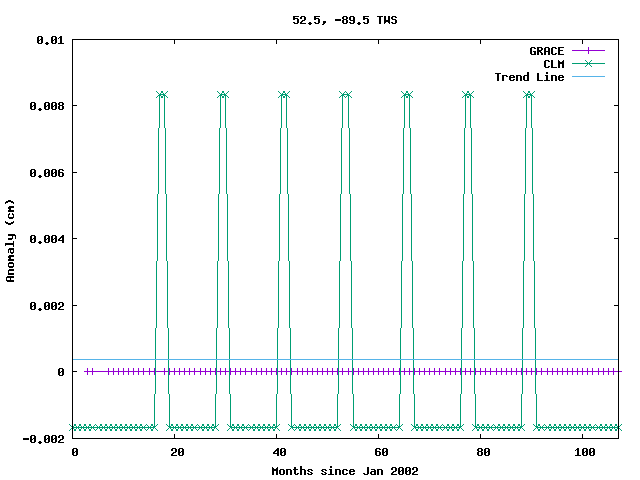 52.5, -89.5 TWS
0.01
GRACE
CLM
Trend Line
0.008
0.006
0.004
0.002
0
-0.002
Anomaly (cm)
0 20 40 60 80 100
Months since Jan 2002